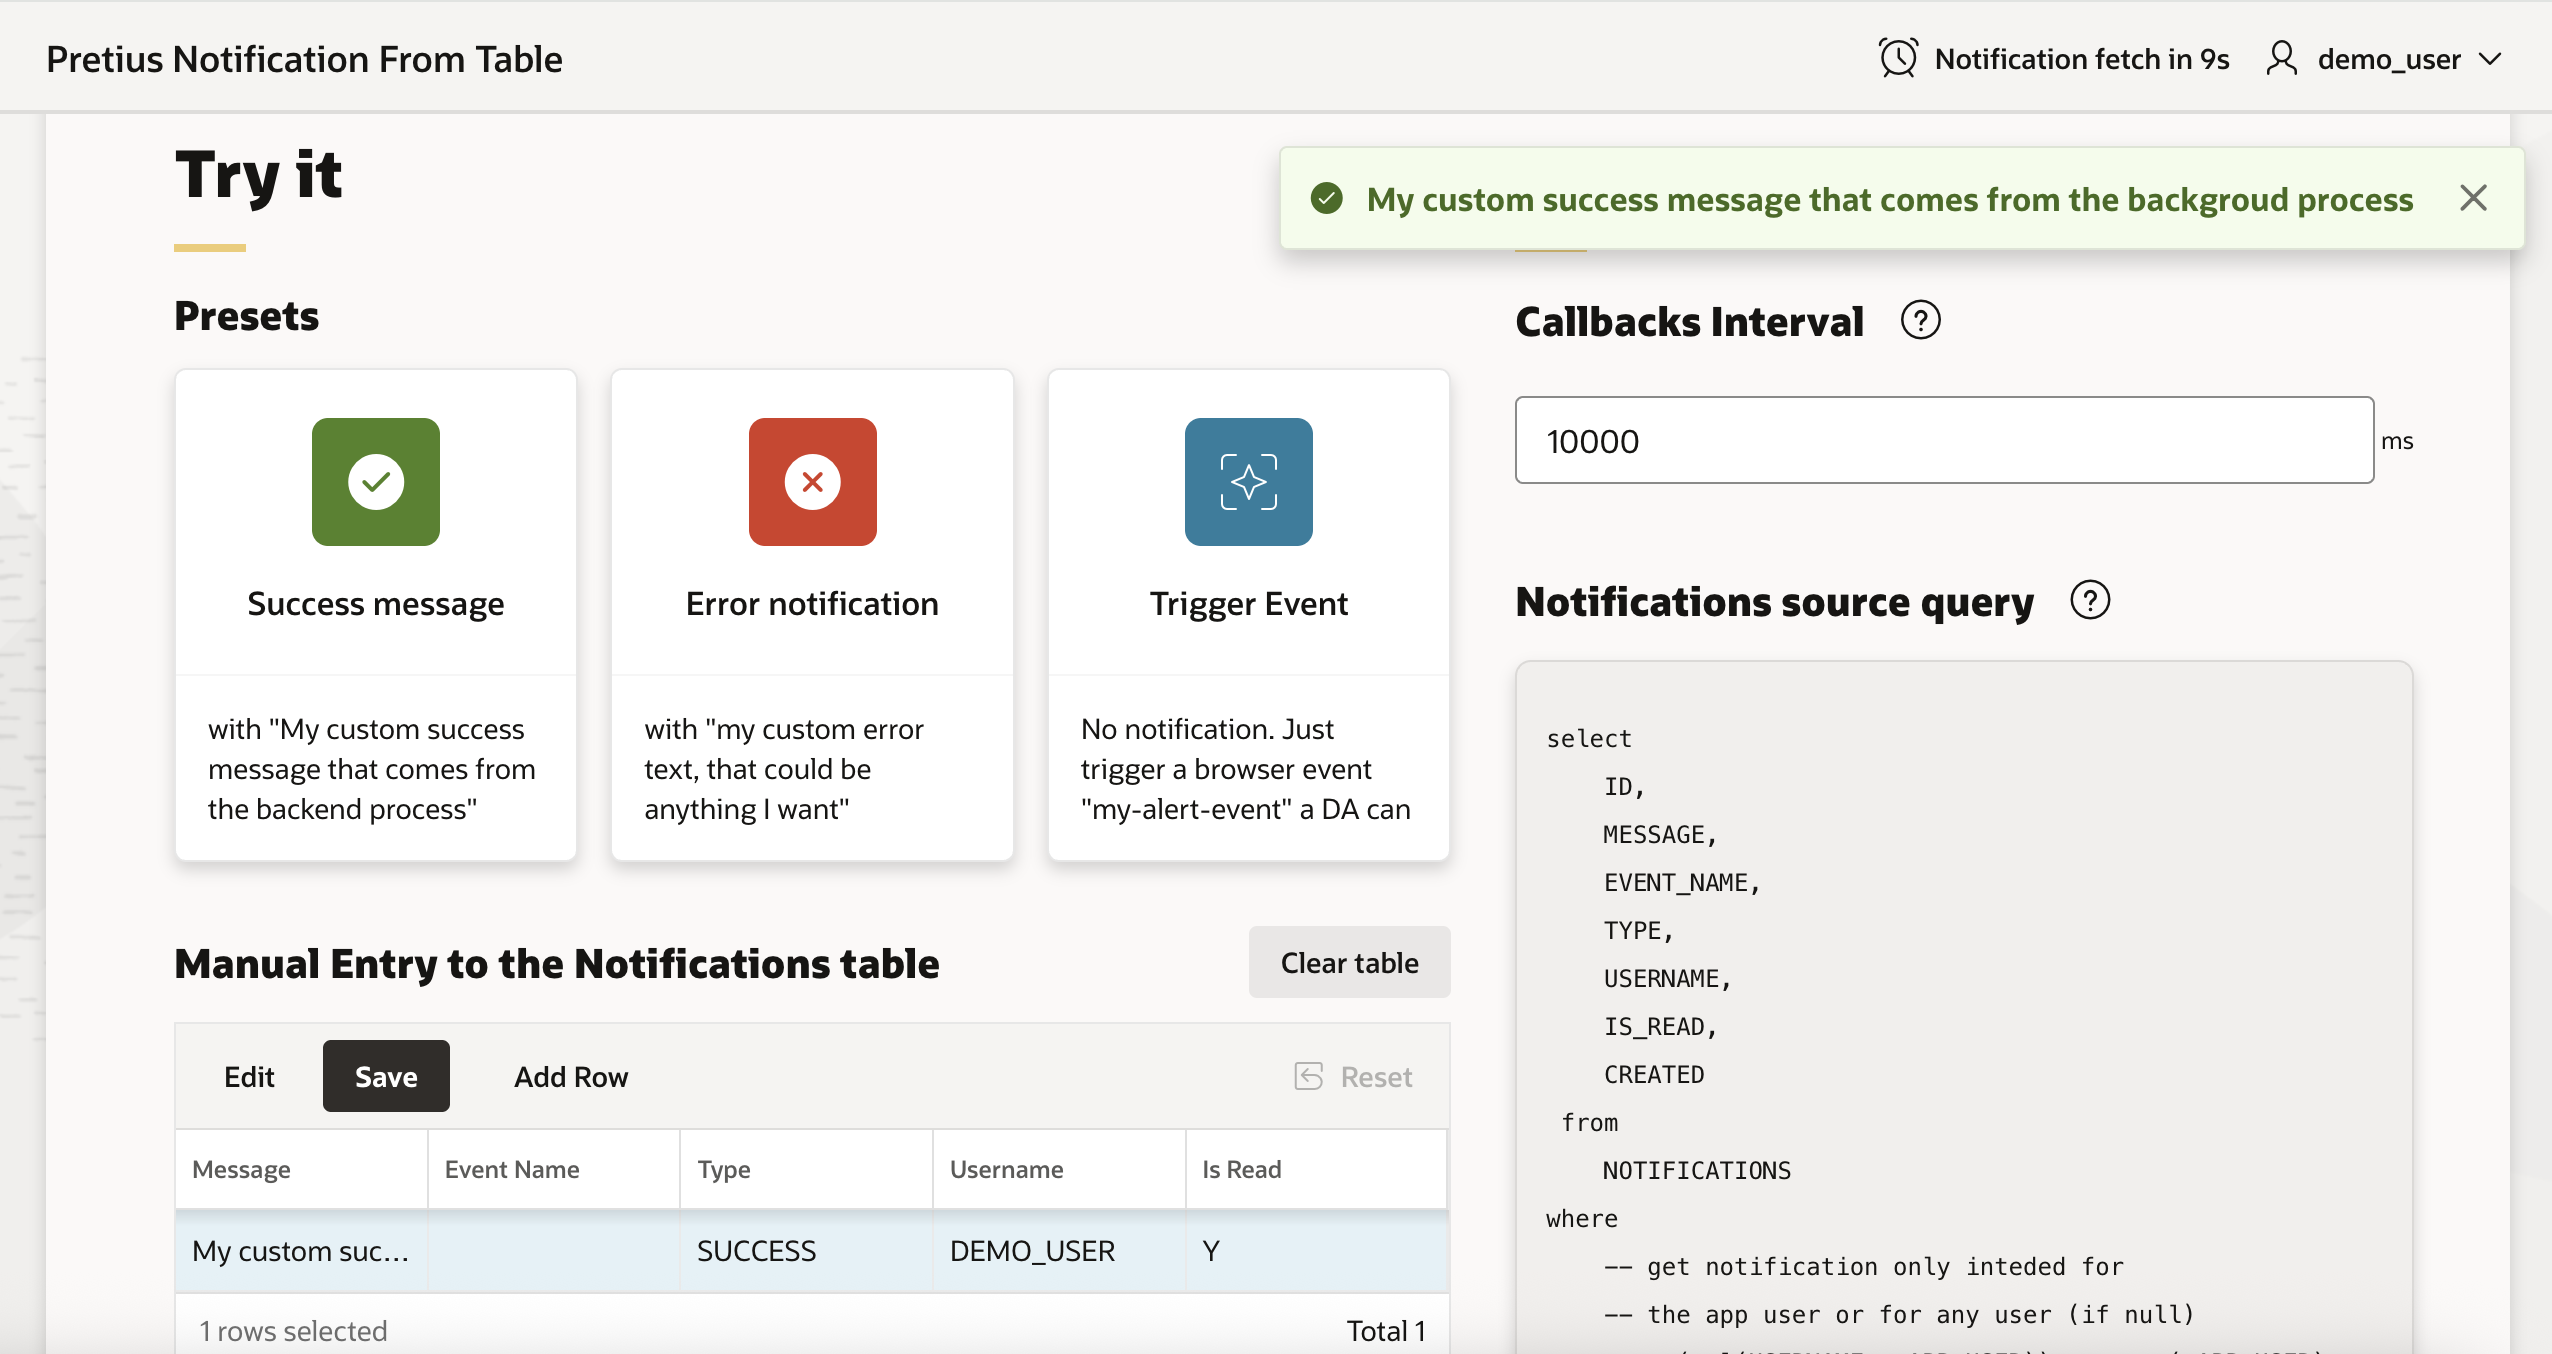 Pretius Notification From Table
Notification fetch in 9s
demo_user
Try it
My custom success message that comes from the backgroud process
Presets
Success message
with "My custom success
message that comes from
the backend process"
Error notification
with "my custom error
text, that could be
anything I want"
Trigger Event
No notification. Just
trigger a browser event
"my-alert-event" a DA can
Manual Entry to the Notifications table
Clear table
Edit
Save
Add Row
Reset
Message
Event Name
Type
Username
Is Read
My custom suc...
SUCCESS
DEMO_USER
Y
1 rows selected
Total 1
Callbacks Interval
?
10000
ms
Notifications source query
?
select
ID,
MESSAGE,
EVENT_NAME,
TYPE,
USERNAME,
IS_READ,
CREATED
from
NOTIFICATIONS
where
-- get notification only inteded for
-- the app user or for any user (if null)